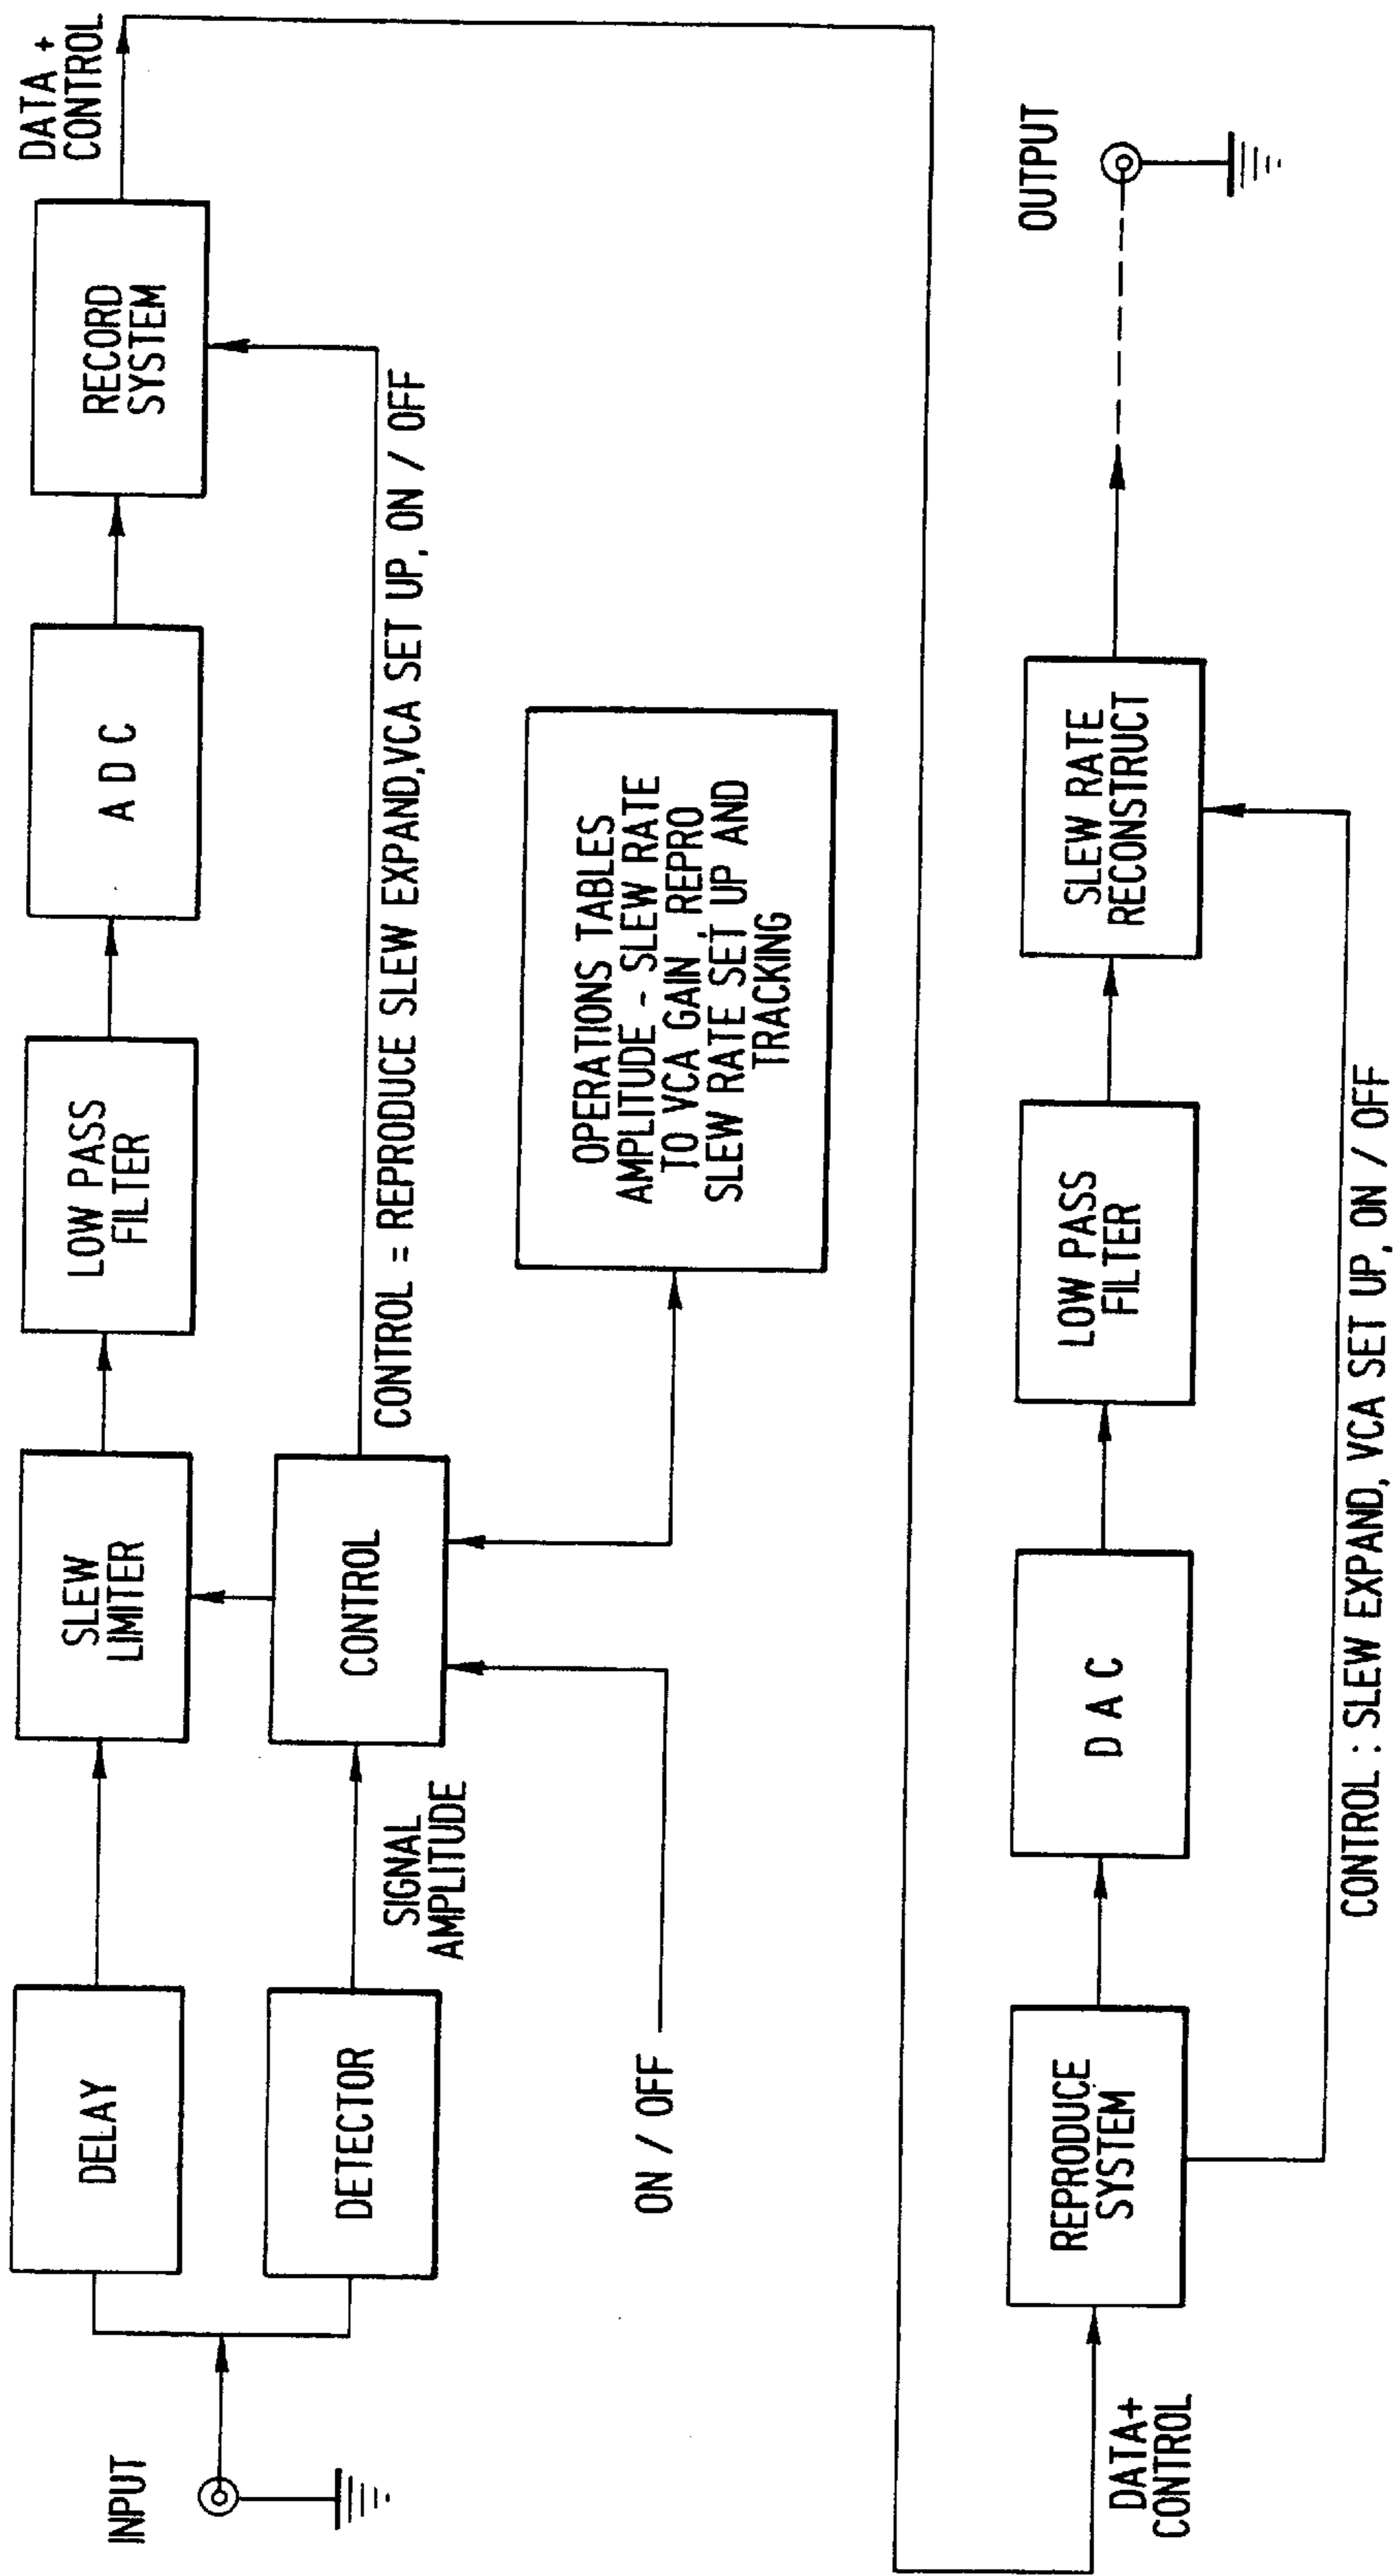 INPUT
DELAY
DETECTOR
SIGNAL
AMPLITUDE
ON / OFF
SLEW
LIMITER
CONTROL
LOW PASS
FILTER
A D C
RECORD
SYSTEM
DATA +
CONTROL
CONTROL = REPRODUCE SLEW EXPAND,VCA SET UP, ON / OFF
OPERATIONS TABLES
AMPLITUDE - SLEW RATE
TO VCA GAIN , REPRO
SLEW RATE SET UP AND
TRACKING
DATA+
CONTROL
REPRODUCE
SYSTEM
D A C
LOW PASS
FILTER
SLEW RATE
RECONSTRUCT
OUTPUT
CONTROL : SLEW EXPAND, VCA SET UP, ON / OFF